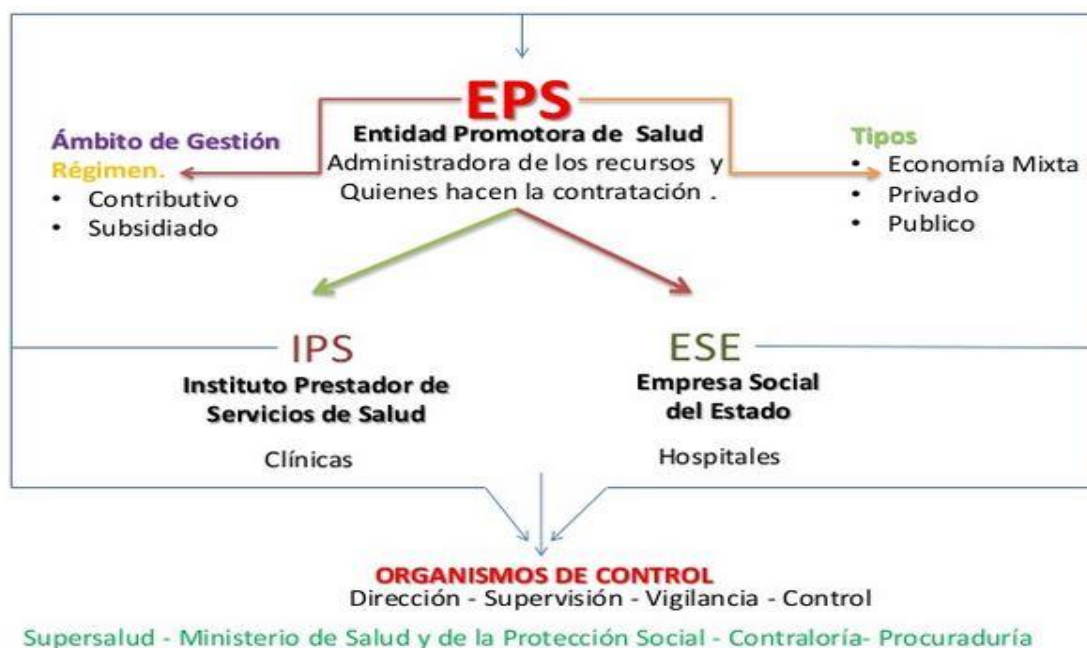 EPS
Entidad Promotora de Salud
Administradora de los recursos y
Quienes hacen la contratación .
Ámbito de Gestión
Régimen.
• Contributivo
• Subsidiado
Tipos
• Economía Mixta
• Privado
• Publico
IPS
Instituto Prestador de
Servicios de Salud
Clínicas
ESE
Empresa Social
del Estado
Hospitales
ORGANISMOS DE CONTROL
Dirección - Supervisión - Vigilancia - Control
Supersalud - Ministerio de Salud y de la Protección Social - Contraloría- Procuraduría